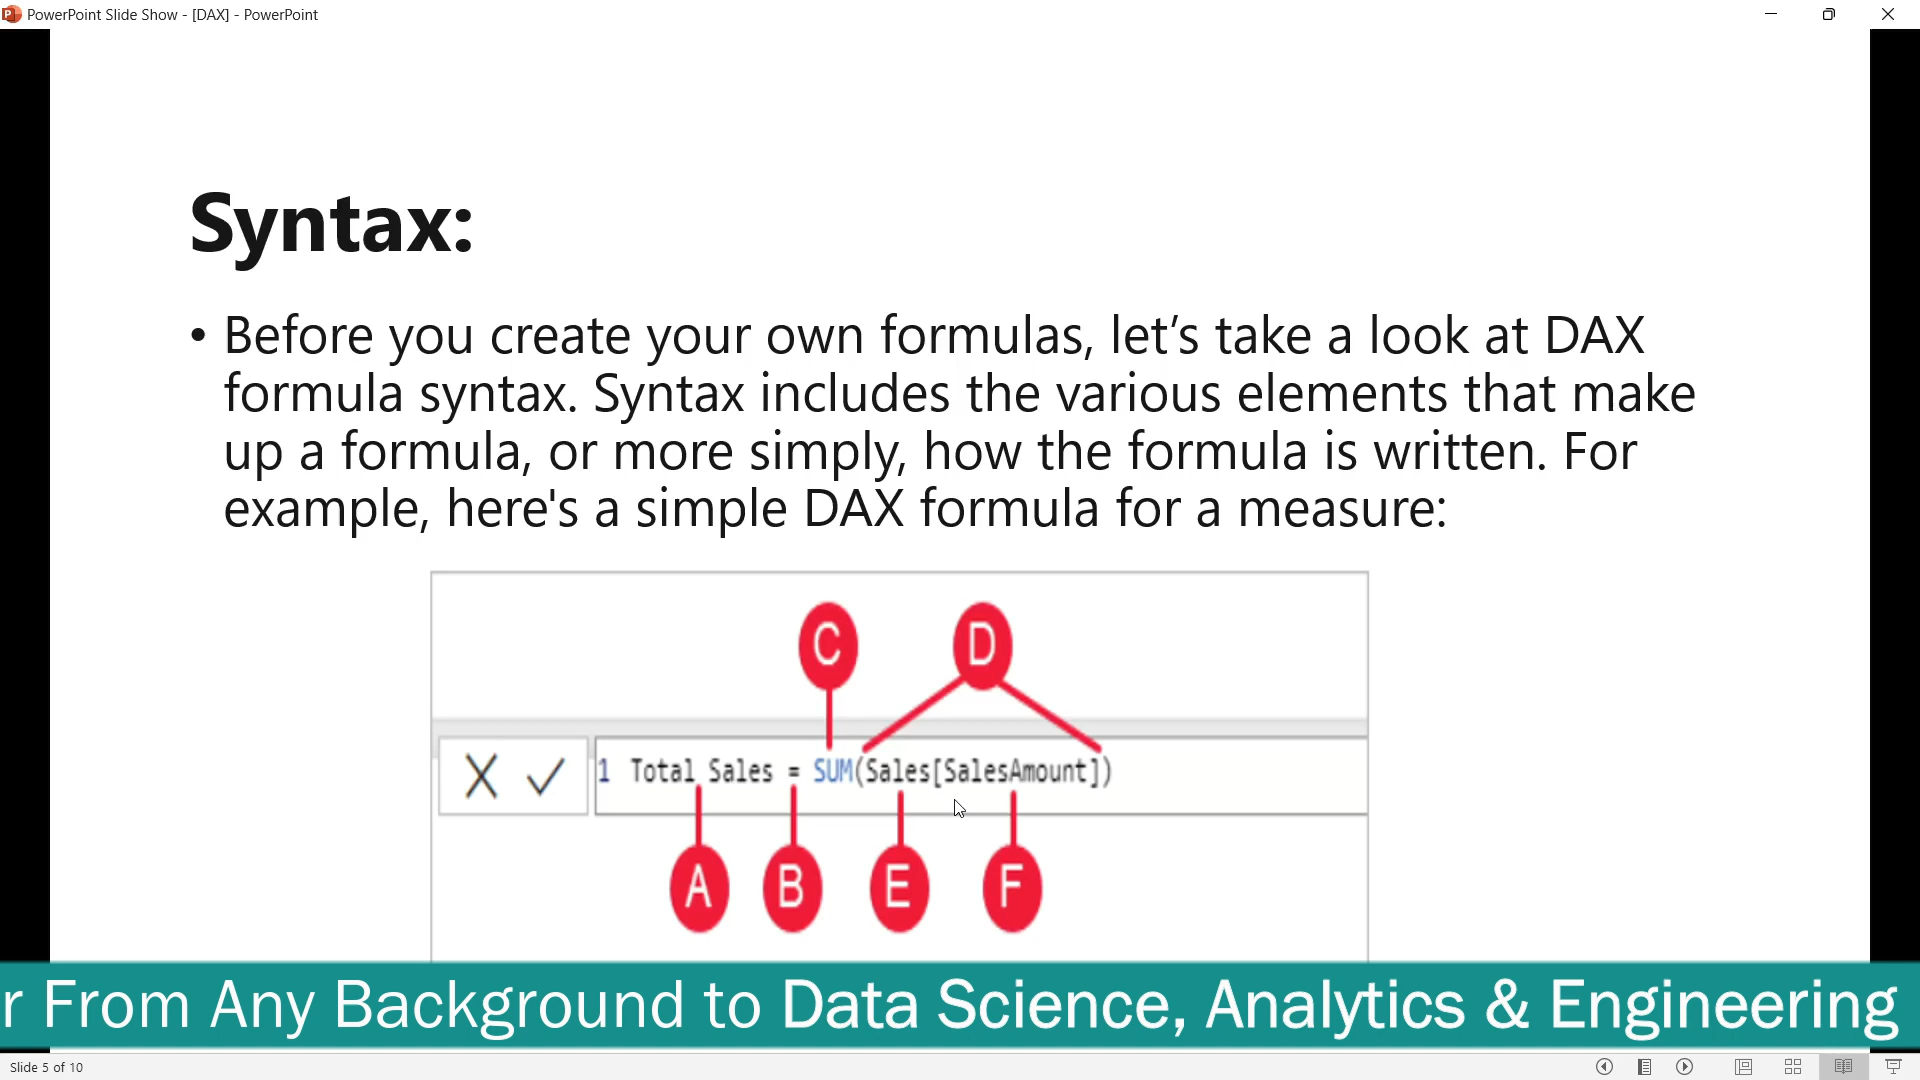 PowerPoint Slide Show - [DAX] - PowerPoint
Syntax:
• Before you create your own formulas, let’s take a look at DAX
formula syntax. Syntax includes the various elements that make
up a formula, or more simply, how the formula is written. For
example, here's a simple DAX formula for a measure:
C D
1 Total Sales = SUM(Sales[SalesAmount])
A B E F
r From Any Background to Data Science, Analytics & Engineering
Slide 5 of 10